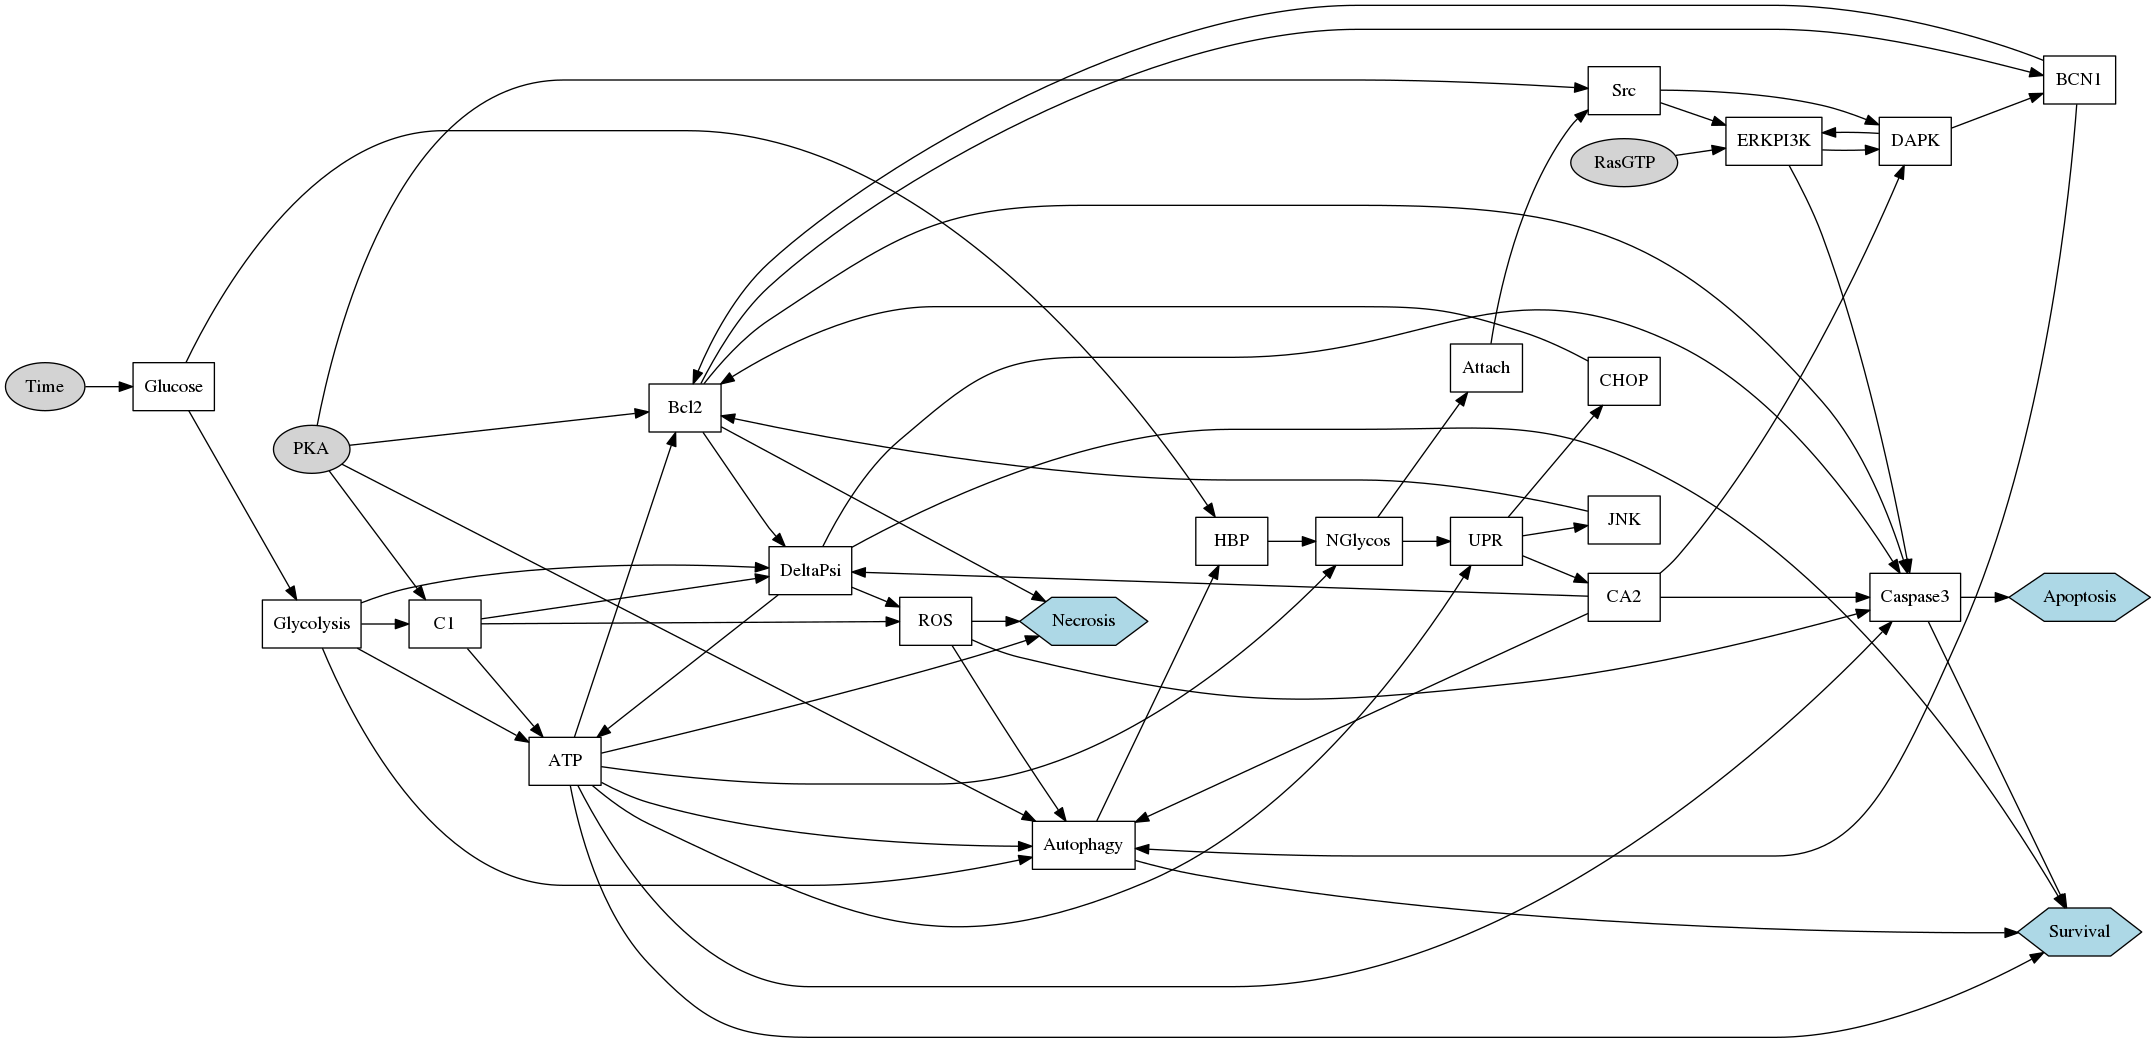 BCN1
Src
ERKPI3K
DAPK
RasGTP
Attach
CHOP
Time
Glucose
Bcl2
PKA
JNK
HBP
NGlycos
UPR
DeltaPsi
CA2
Caspase3
Apoptosis
Glycolysis
C1
ROS
Necrosis
ATP
Autophagy
Survival